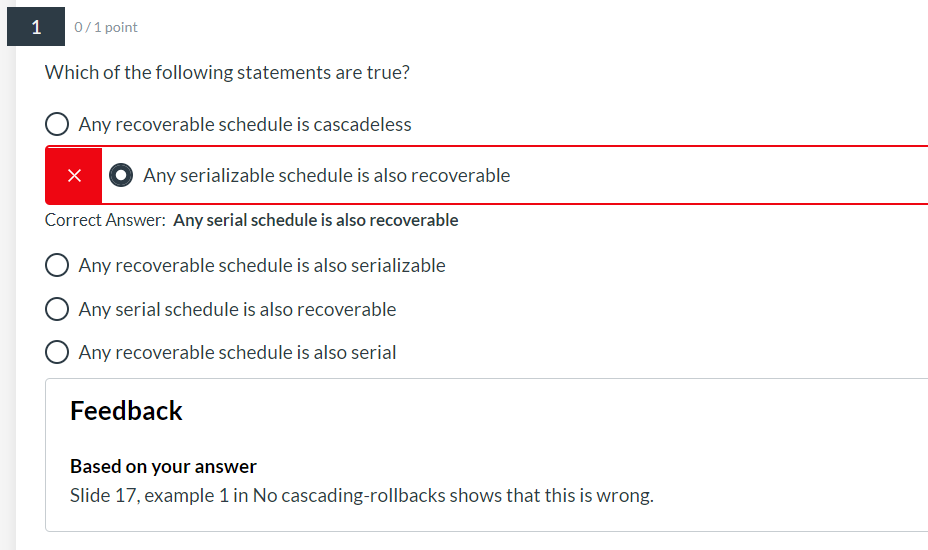 1
0 / 1 point
Which of the following statements are true?
Any recoverable schedule is cascadeless
Any serializable schedule is also recoverable
Correct Answer: Any serial schedule is also recoverable
Any recoverable schedule is also serializable
Any serial schedule is also recoverable
Any recoverable schedule is also serial
Feedback
Based on your answer
Slide 17, example 1 in No cascading-rollbacks shows that this is wrong.